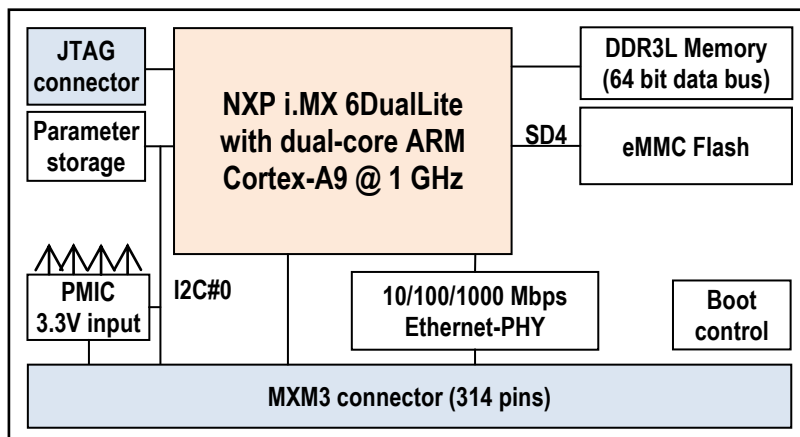 JTAG
connector
NXP i.MX 6DualLite
with dual-core ARM
Cortex-A9 @ 1 GHz
DDR3L Memory
(64 bit data bus)
Parameter
storage
SD4
eMMC Flash
PMIC
3.3V input
I2C#0
10/100/1000 Mbps
Ethernet-PHY
Boot
control
MXM3 connector (314 pins)